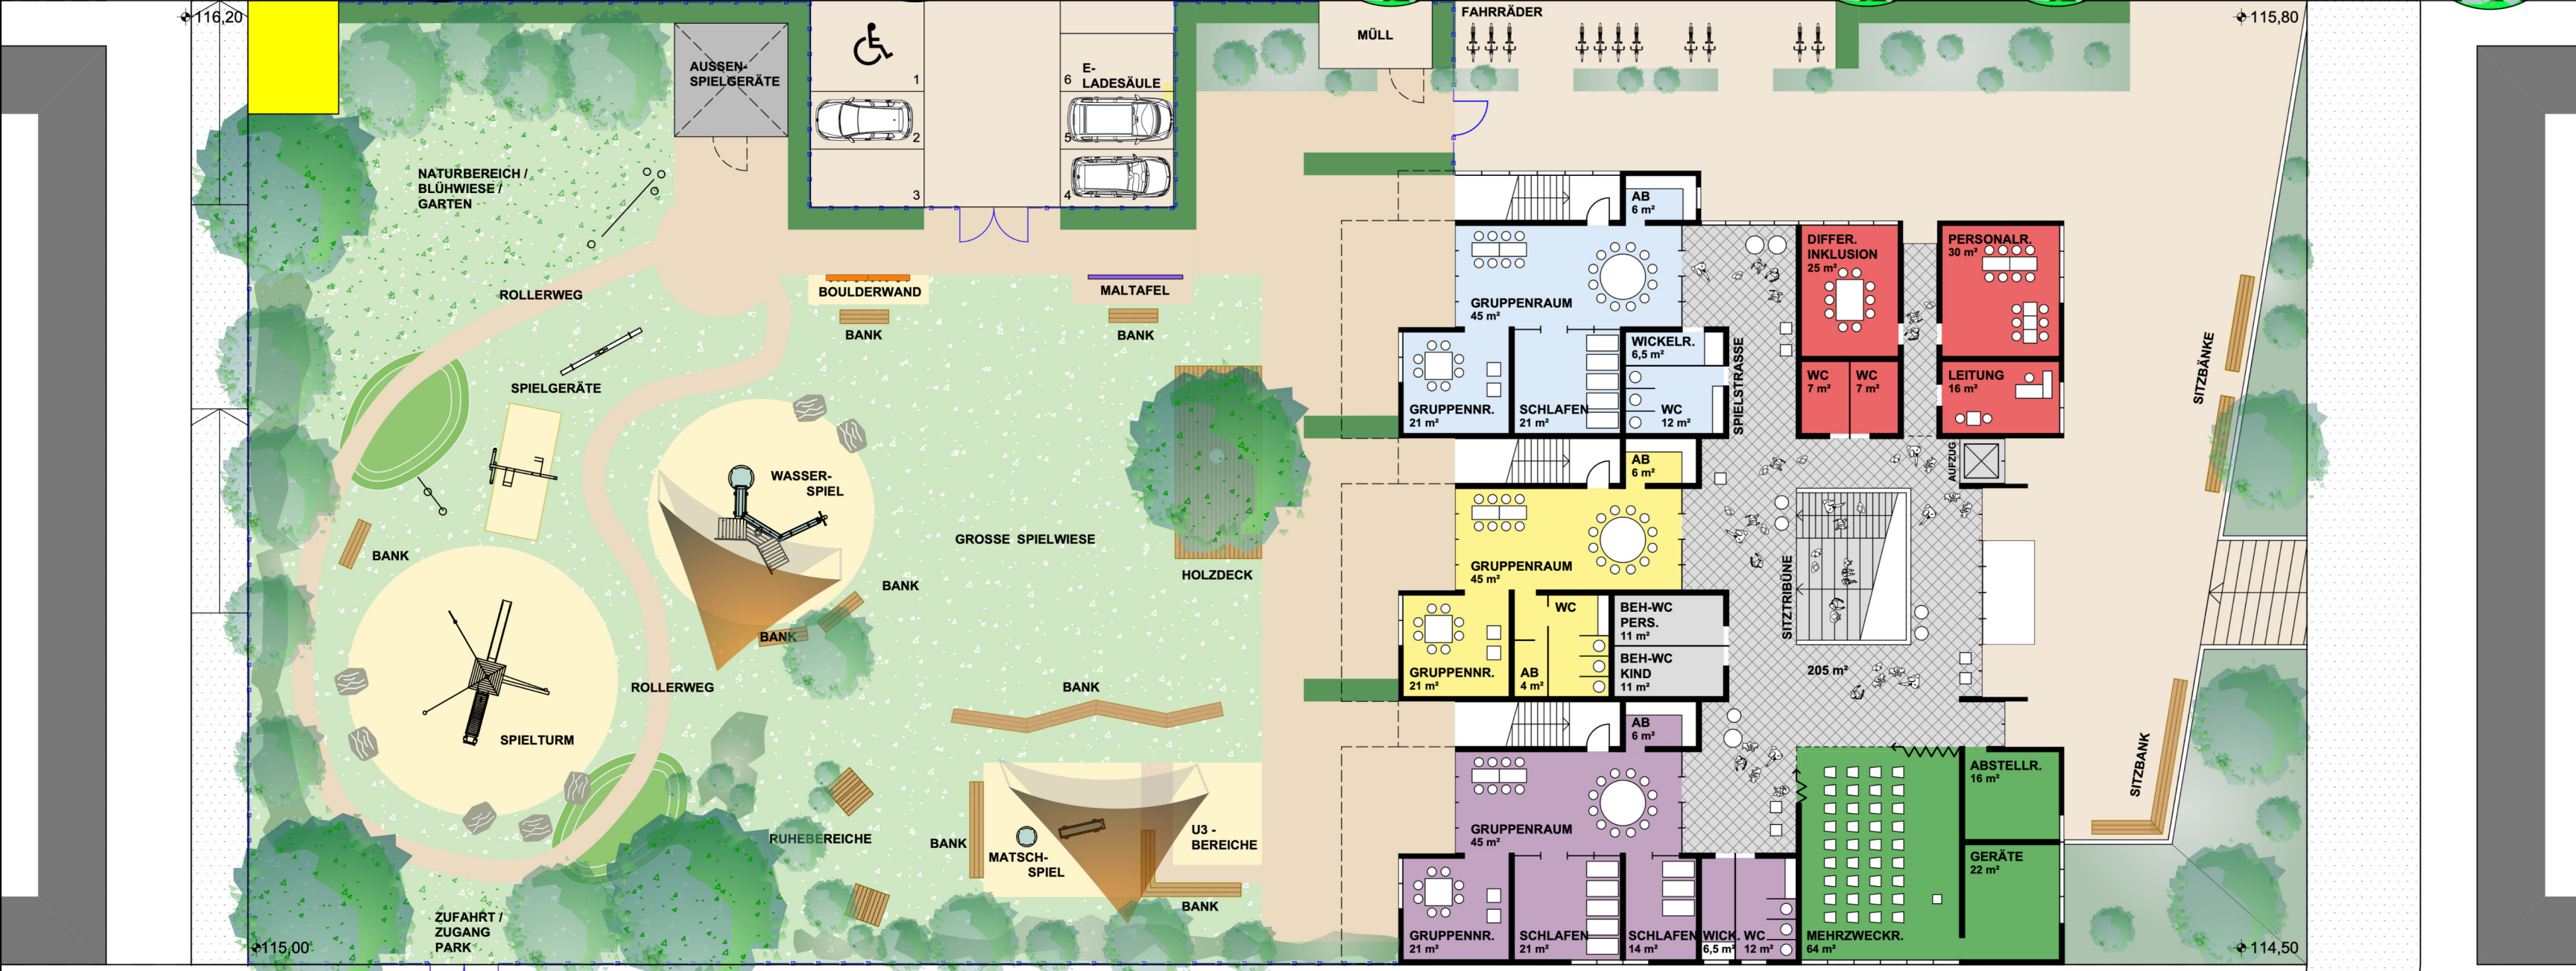 116,20
AUSSEN-
SPIELGERÄTE
1
2
3
6
E-
LADESÄULE
5
4
MÜLL
FAHRRÄDER
115,80
NATURBEREICH /
BLÜHWIESE /
GARTEN
ROLLERWEG
BOULDERWAND
BANK
MALTAFEL
BANK
SPIELGERÄTE
BANK
WASSER-
SPIEL
GROSSE SPIELWIESE
HOLZDECK
BANK
BANK
ROLLERWEG
SPIELTURM
BANK
RUHEBEREICHE
BANK
MATSCH-
SPIEL
U3 -
BEREICHE
BANK
ZUFAHRT /
ZUGANG
PARK
115,00
AB
6 m²
GRUPPENRAUM
45 m²
GRUPPENNR.
21 m²
SCHLAFEN
21 m²
WICKELR.
6,5 m²
WC
12 m²
SPIELSTRASSE
DIFFER.
INKLUSION
25 m²
WC
7 m²
WC
7 m²
PERSONALR.
30 m²
LEITUNG
16 m²
AUFZUG
SITZBÄNKE
AB
6 m²
GRUPPENRAUM
45 m²
GRUPPENNR.
21 m²
WC
AB
4 m²
BEH-WC
PERS.
11 m²
BEH-WC
KIND
11 m²
SITZTRIBÜNE
205 m²
AB
6 m²
GRUPPENRAUM
45 m²
GRUPPENNR.
21 m²
SCHLAFEN
21 m²
SCHLAFEN
14 m²
WICK.
6,5 m²
WC
12 m²
MEHRZWECKR.
64 m²
ABSTELLR.
16 m²
GERÄTE
22 m²
SITZBANK
114,50